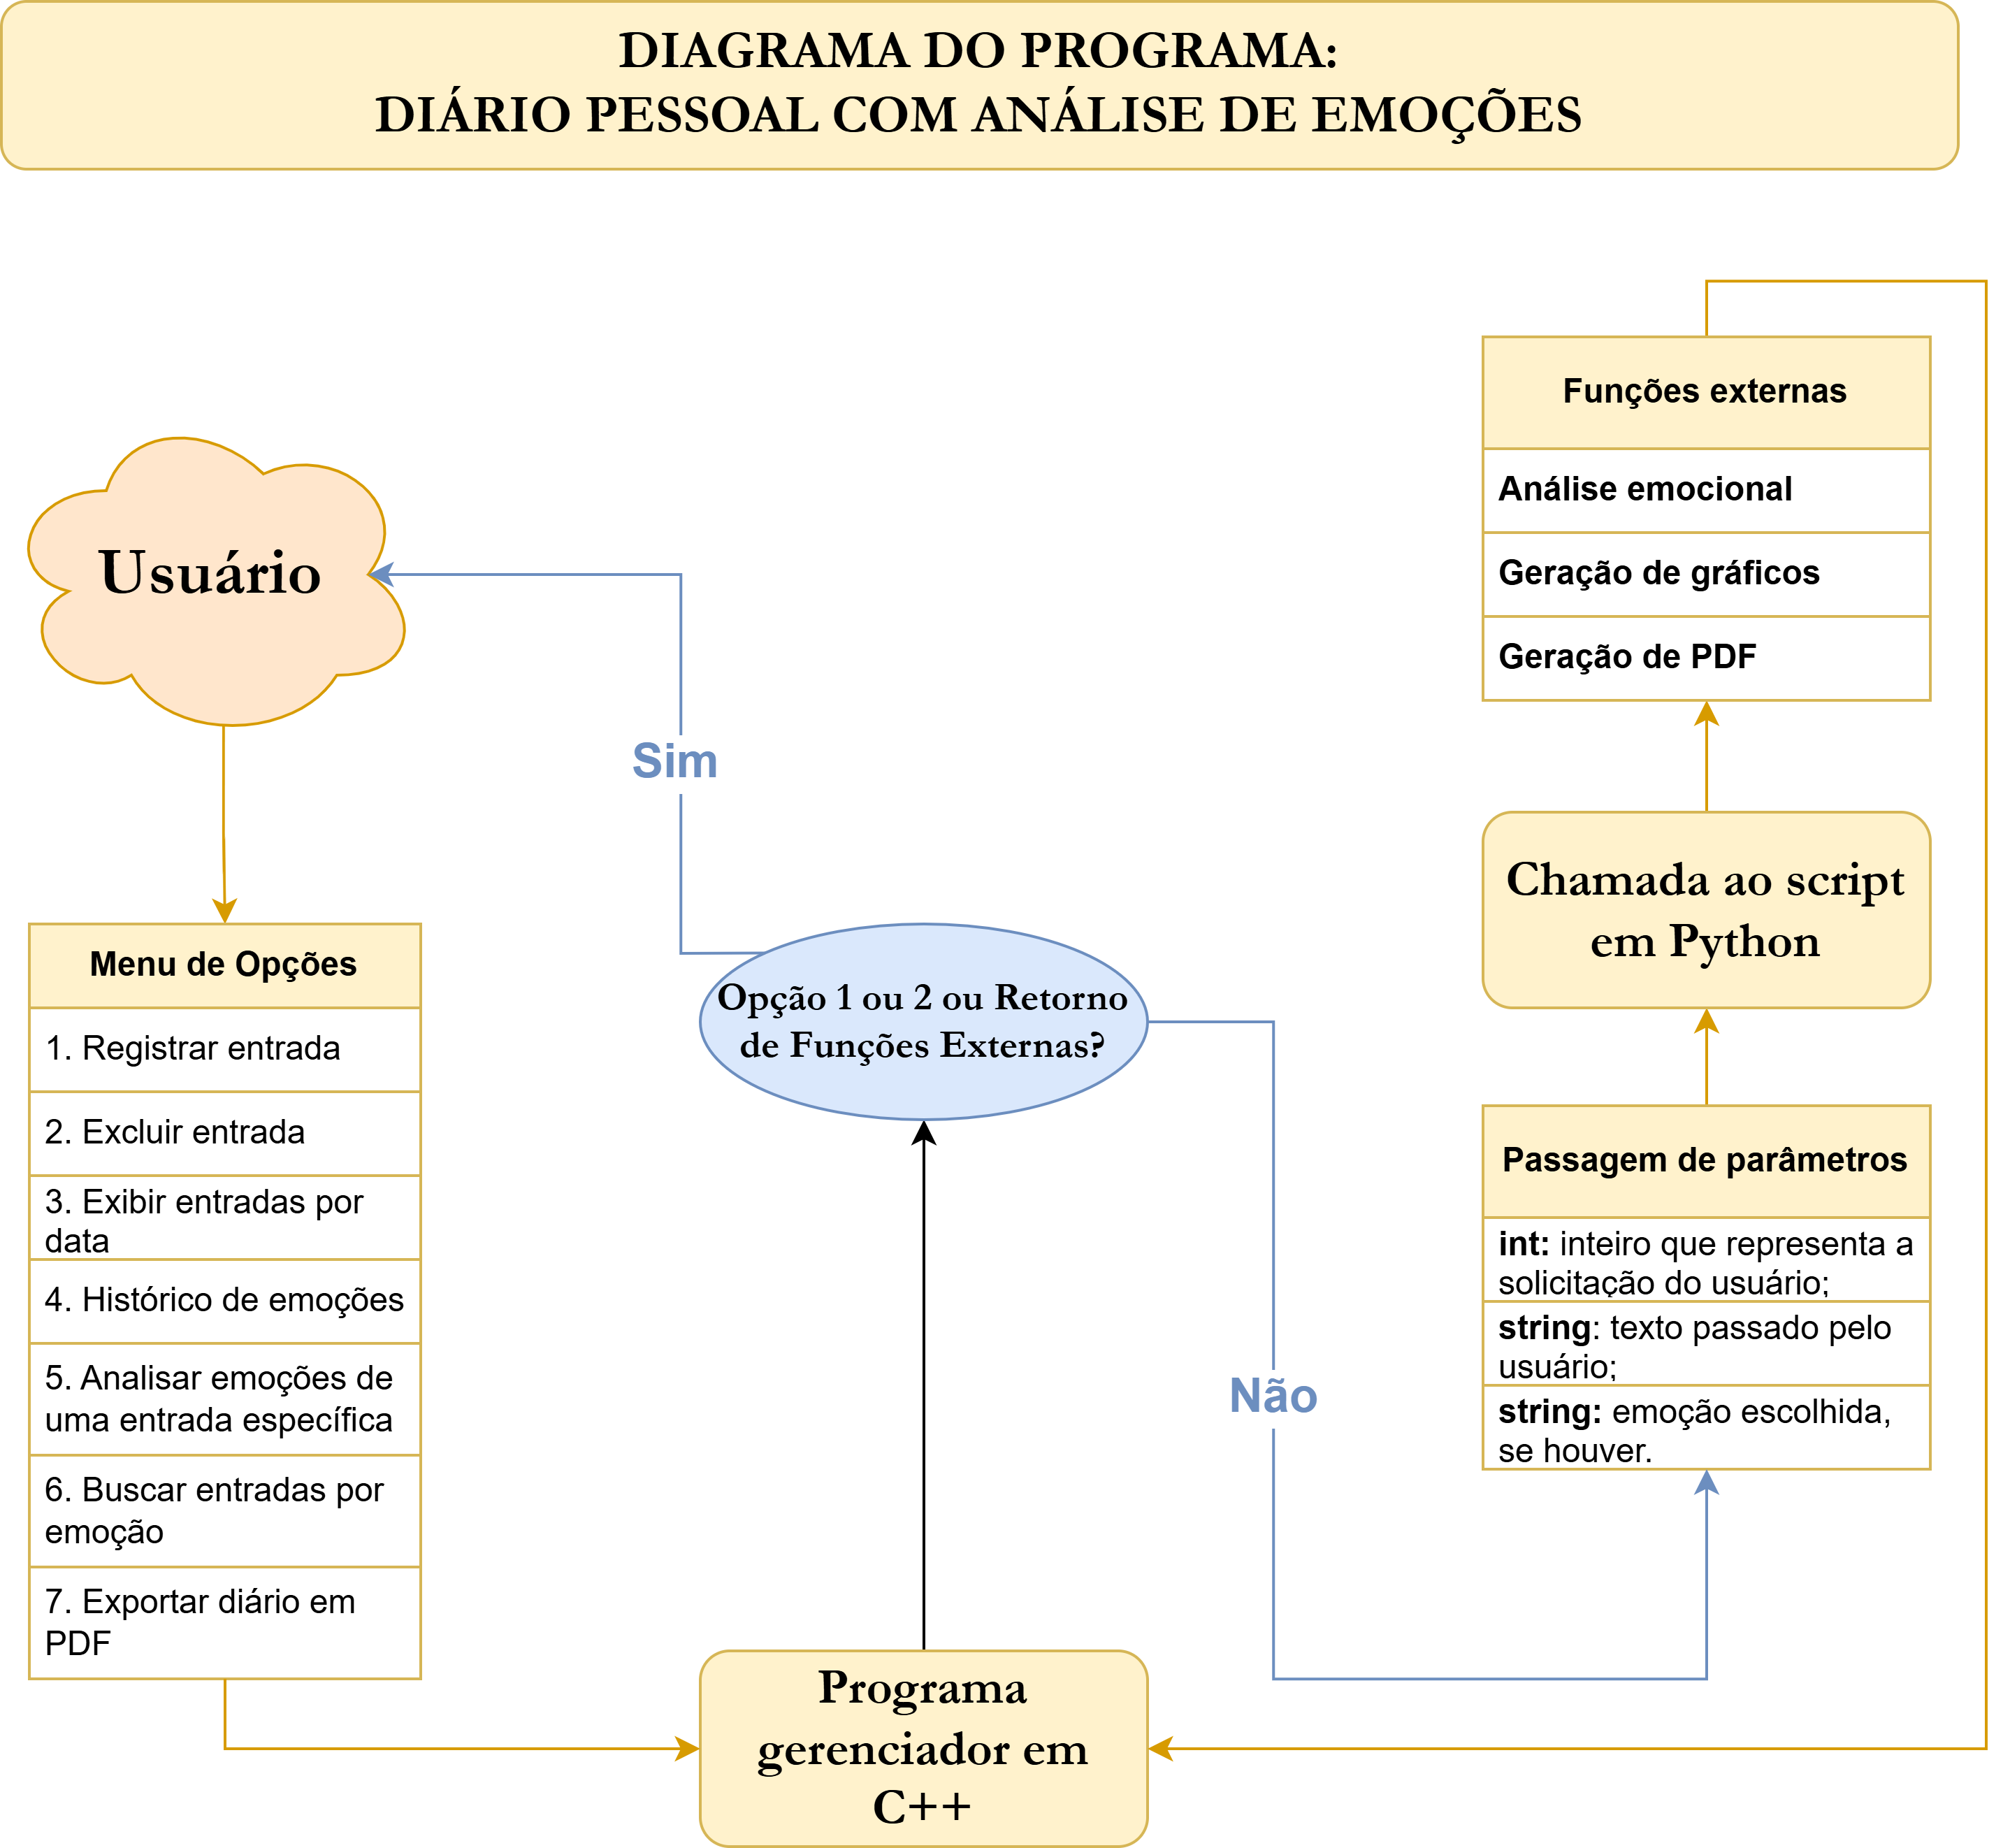 DIAGRAMA DO PROGRAMA:
DIÁRIO PESSOAL COM ANÁLISE DE EMOÇÕES
Usuário
Menu de Opções
1. Registrar entrada
2. Excluir entrada
3. Exibir entradas por
data
4. Histórico de emoções
5. Analisar emoções de
uma entrada específica
6. Buscar entradas por
emoção
7. Exportar diário em
PDF
Sim
Opção 1 ou 2 ou Retorno
de Funções Externas?
Não
Programa
gerenciador em
C++
Funções externas
Análise emocional
Geração de gráficos
Geração de PDF
Chamada ao script
em Python
Passagem de parâmetros
int: inteiro que representa a
solicitação do usuário;
string: texto passado pelo
usuário;
string: emoção escolhida,
se houver.